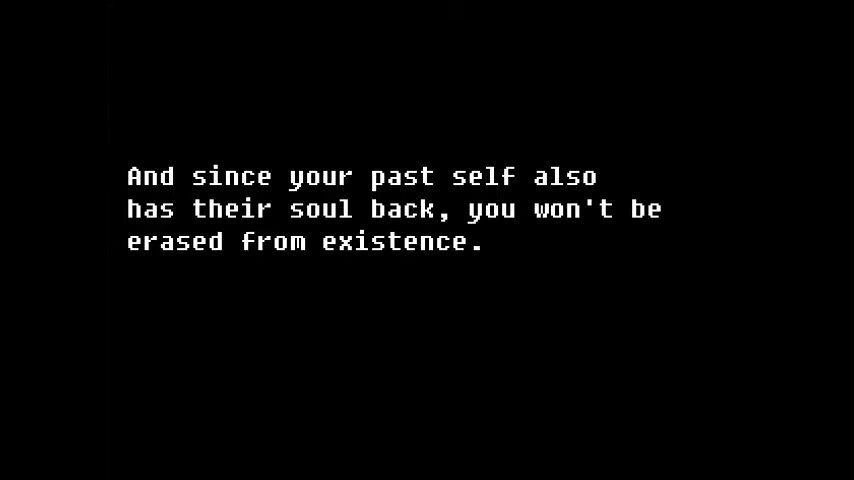 And since your past self also
has their soul back, you won't be
erased from existence.